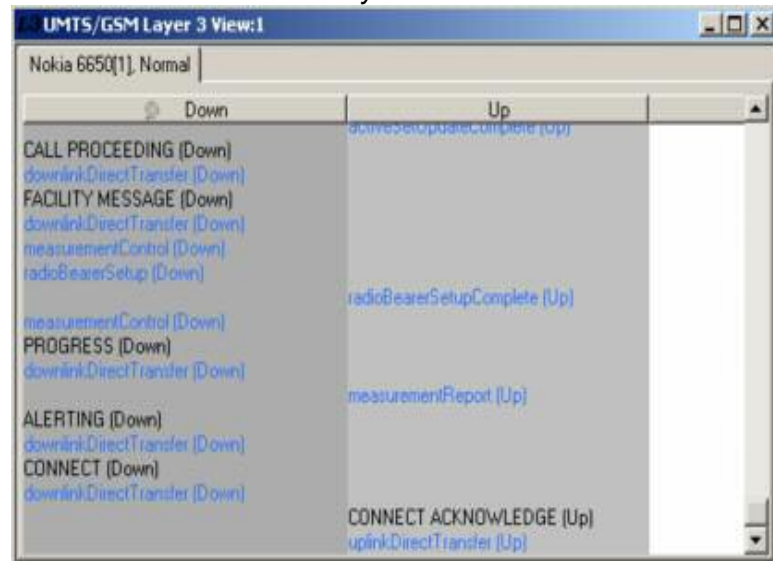 UMTS/GSM Layer 3 View:1
Nokia 6650[1], Normal
Down Up
activeSetUpdateComplete (Up)
CALL PROCEEDING (Down)
downlinkDirectTransfer (Down)
FACILITY MESSAGE (Down)
downlinkDirectTransfer (Down)
measurementControl (Down)
radioBearerSetup (Down)
radioBearerSetupComplete (Up)
measurementControl (Down)
PROGRESS (Down)
downlinkDirectTransfer (Down)
measurementReport (Up)
ALERTING (Down)
downlinkDirectTransfer (Down)
CONNECT (Down)
downlinkDirectTransfer (Down)
CONNECT ACKNOWLEDGE (Up)
uplinkDirectTransfer (Up)